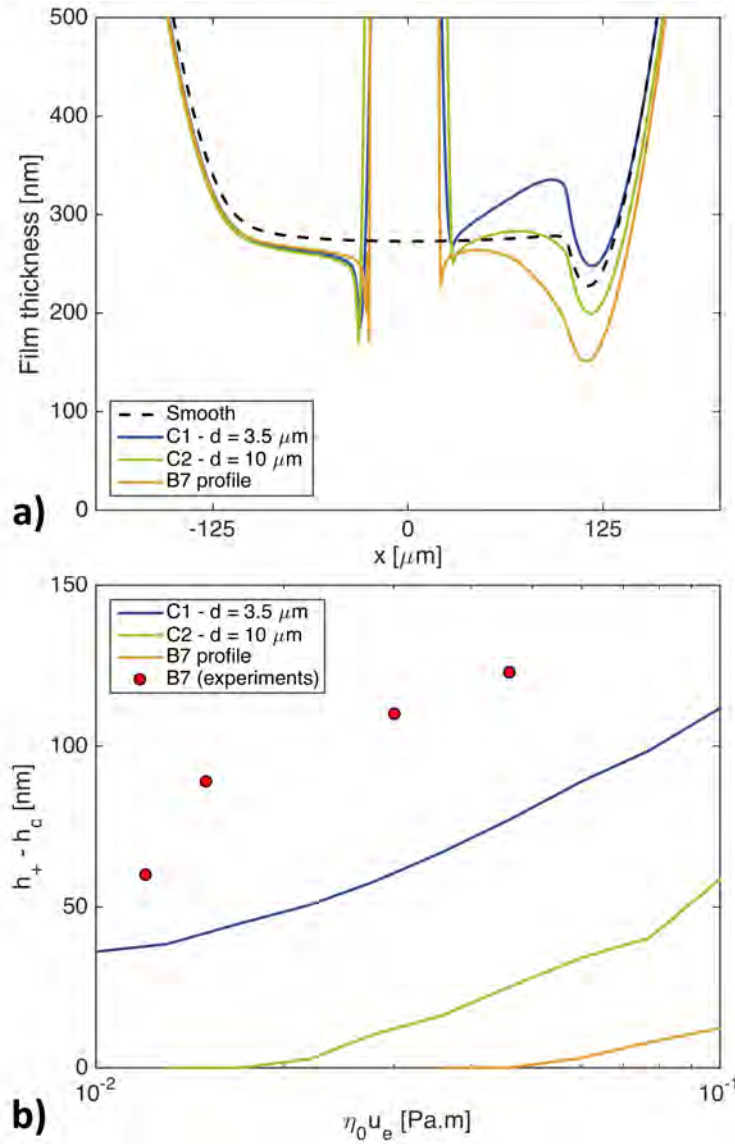 500
400
300
200
100
0
Film thickness [nm]
Smooth
C1 - d = 3.5 μm
C2 - d = 10 μm
B7 profile
-125
0
125
x [μm]
a)
150
100
50
0
h+ - hc [nm]
C1 - d = 3.5 μm
C2 - d = 10 μm
B7 profile
B7 (experiments)
10-2
10-1
η0ue [Pa.m]
b)